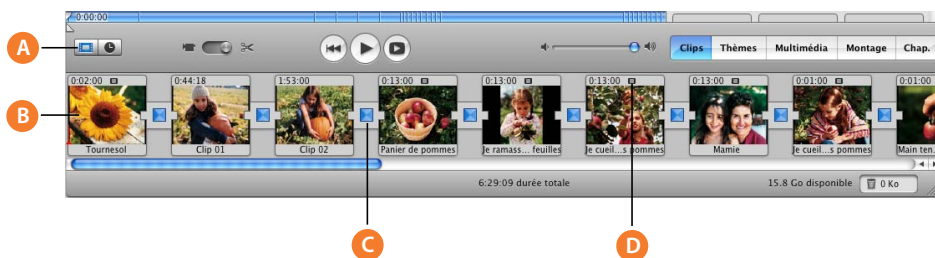 0:00:00
A
Clips Thèmes Multimédia Montage Chap.
0:02:00 0:44:18 1:53:00 0:13:00 0:13:00 0:13:00 0:13:00 0:01:00 0:01:00
B
Tournesol Clip 01 Clip 02 Panier de pommes Je ramass... feuilles Je cueil...s pommes Mamie Je cueil...s pommes Main ten.
6:29:09 durée totale 15.8 Go disponible 0 Ko
C D